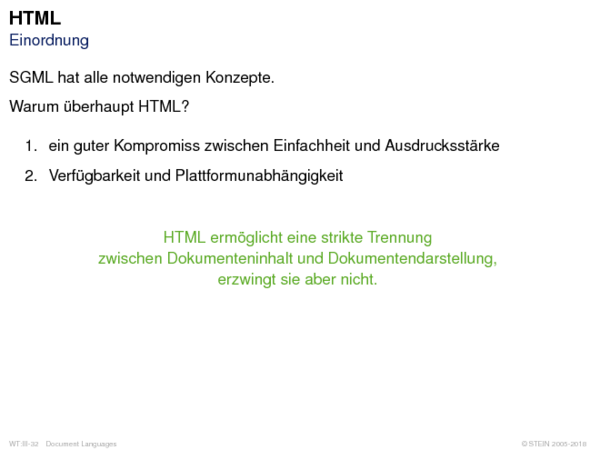 HTML
Einordnung
SGML hat alle notwendigen Konzepte.
Warum überhaupt HTML?
1. ein guter Kompromiss zwischen Einfachheit und Ausdrucksstärke
2. Verfügbarkeit und Plattformunabhängigkeit
HTML ermöglicht eine strikte Trennung
zwischen Dokumenteninhalt und Dokumentendarstellung,
erzwingt sie aber nicht.
WT:III-32 Document Languages
© STEIN 2005-2018